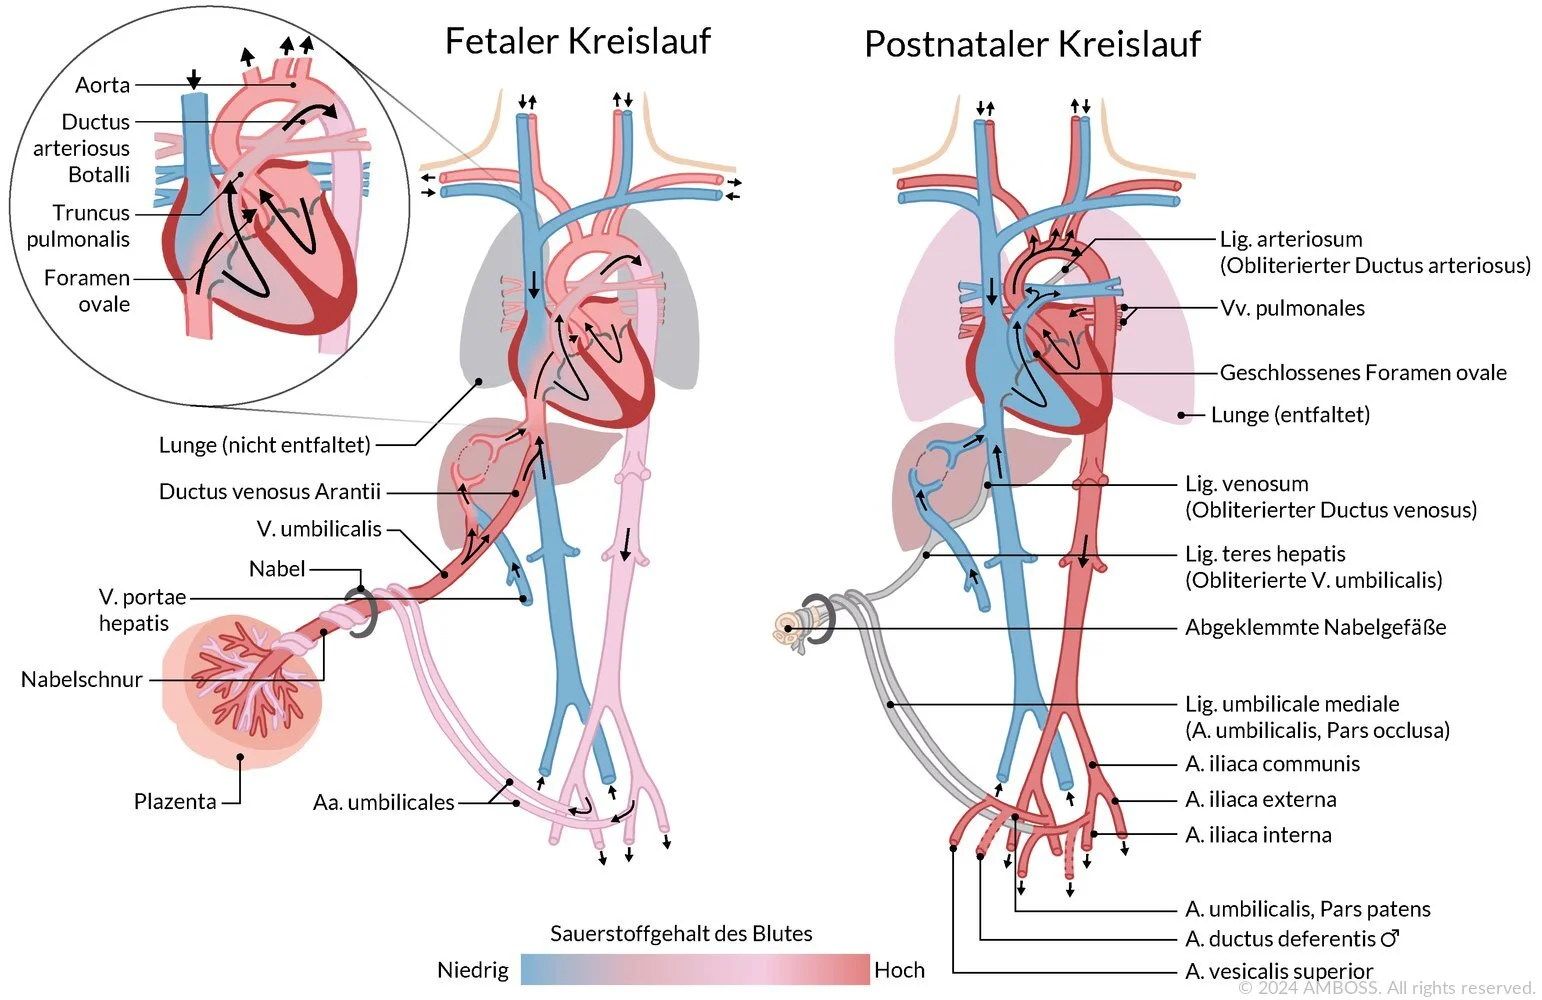 Fetaler Kreislauf
Aorta
Ductus
arteriosus
Botalli
Truncus
pulmonalis
Foramen
ovale
Lunge (nicht entfaltet)
Ductus venosus Arantii
V. umbilicalis
Nabel
V. portae
hepatis
Nabelschnur
Plazenta
Aa. umbilicales
Postnataler Kreislauf
Lig. arteriosum
(Obliterierter Ductus arteriosus)
Vv. pulmonales
Geschlossenes Foramen ovale
Lunge (entfaltet)
Lig. venosum
(Obliterierter Ductus venosus)
Lig. teres hepatis
(Obliterierte V. umbilicalis)
Abgeklemmte Nabelgefäße
Lig. umbilicale mediale
(A. umbilicalis, Pars occlusa)
A. iliaca communis
A. iliaca externa
A. iliaca interna
A. umbilicalis, Pars patens
A. ductus deferentis ♂
A. vesicalis superior
Sauerstoffgehalt des Blutes
Niedrig Hoch
© 2024 AMBOSS. All rights reserved.